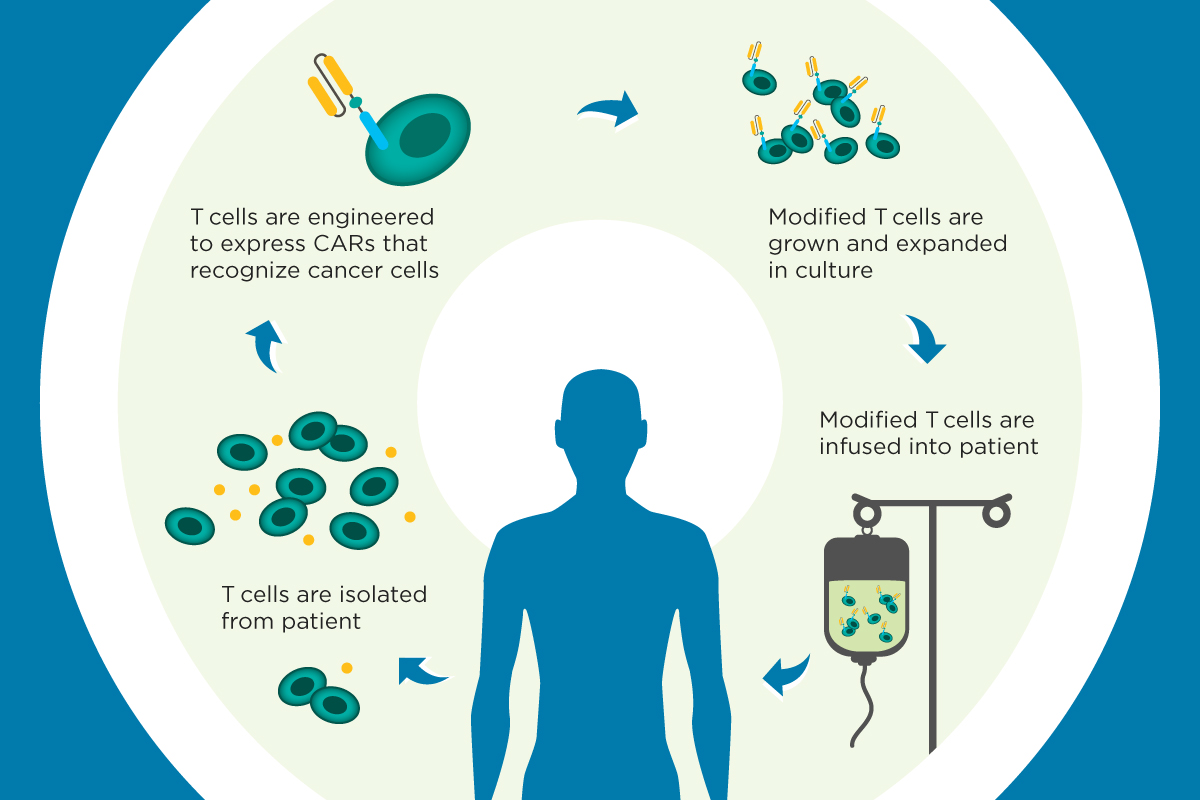 T cells are engineered
to express CARs that
recognize cancer cells
Modified T cells are
grown and expanded
in culture
Modified T cells are
infused into patient
T cells are isolated
from patient